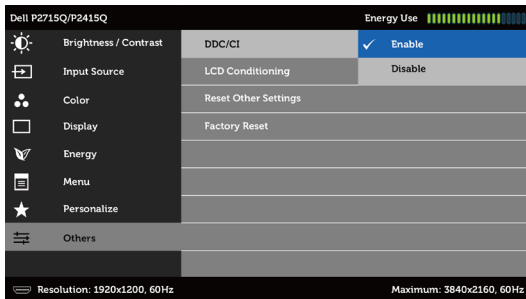 Dell P2715Q/P2415Q Energy Use
Brightness / Contrast DDC/CI Enable
Input Source LCD Conditioning Disable
Color Reset Other Settings
Display Factory Reset
Energy
Menu
Personalize
Others
Resolution: 1920x1200, 60Hz Maximum: 3840x2160, 60Hz